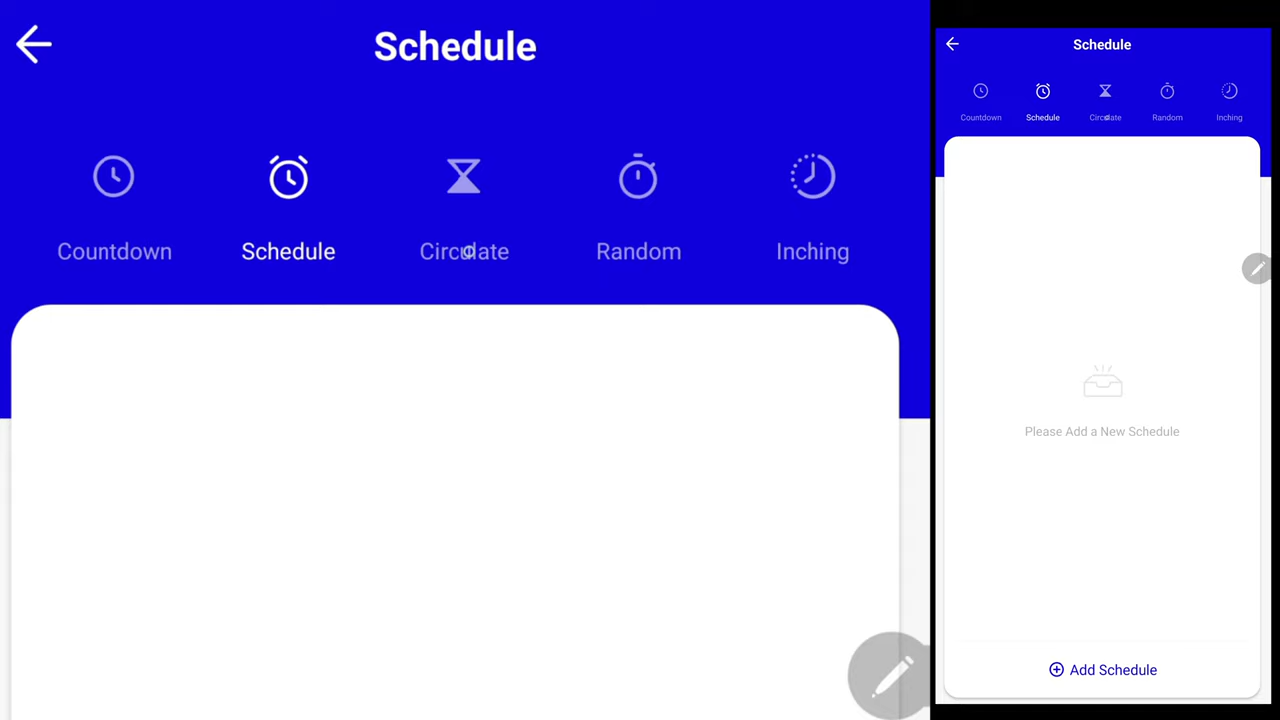 Schedule
Countdown Schedule Circulate Random Inching
Schedule
Countdown Schedule Circulate Random Inching
Please Add a New Schedule
Add Schedule